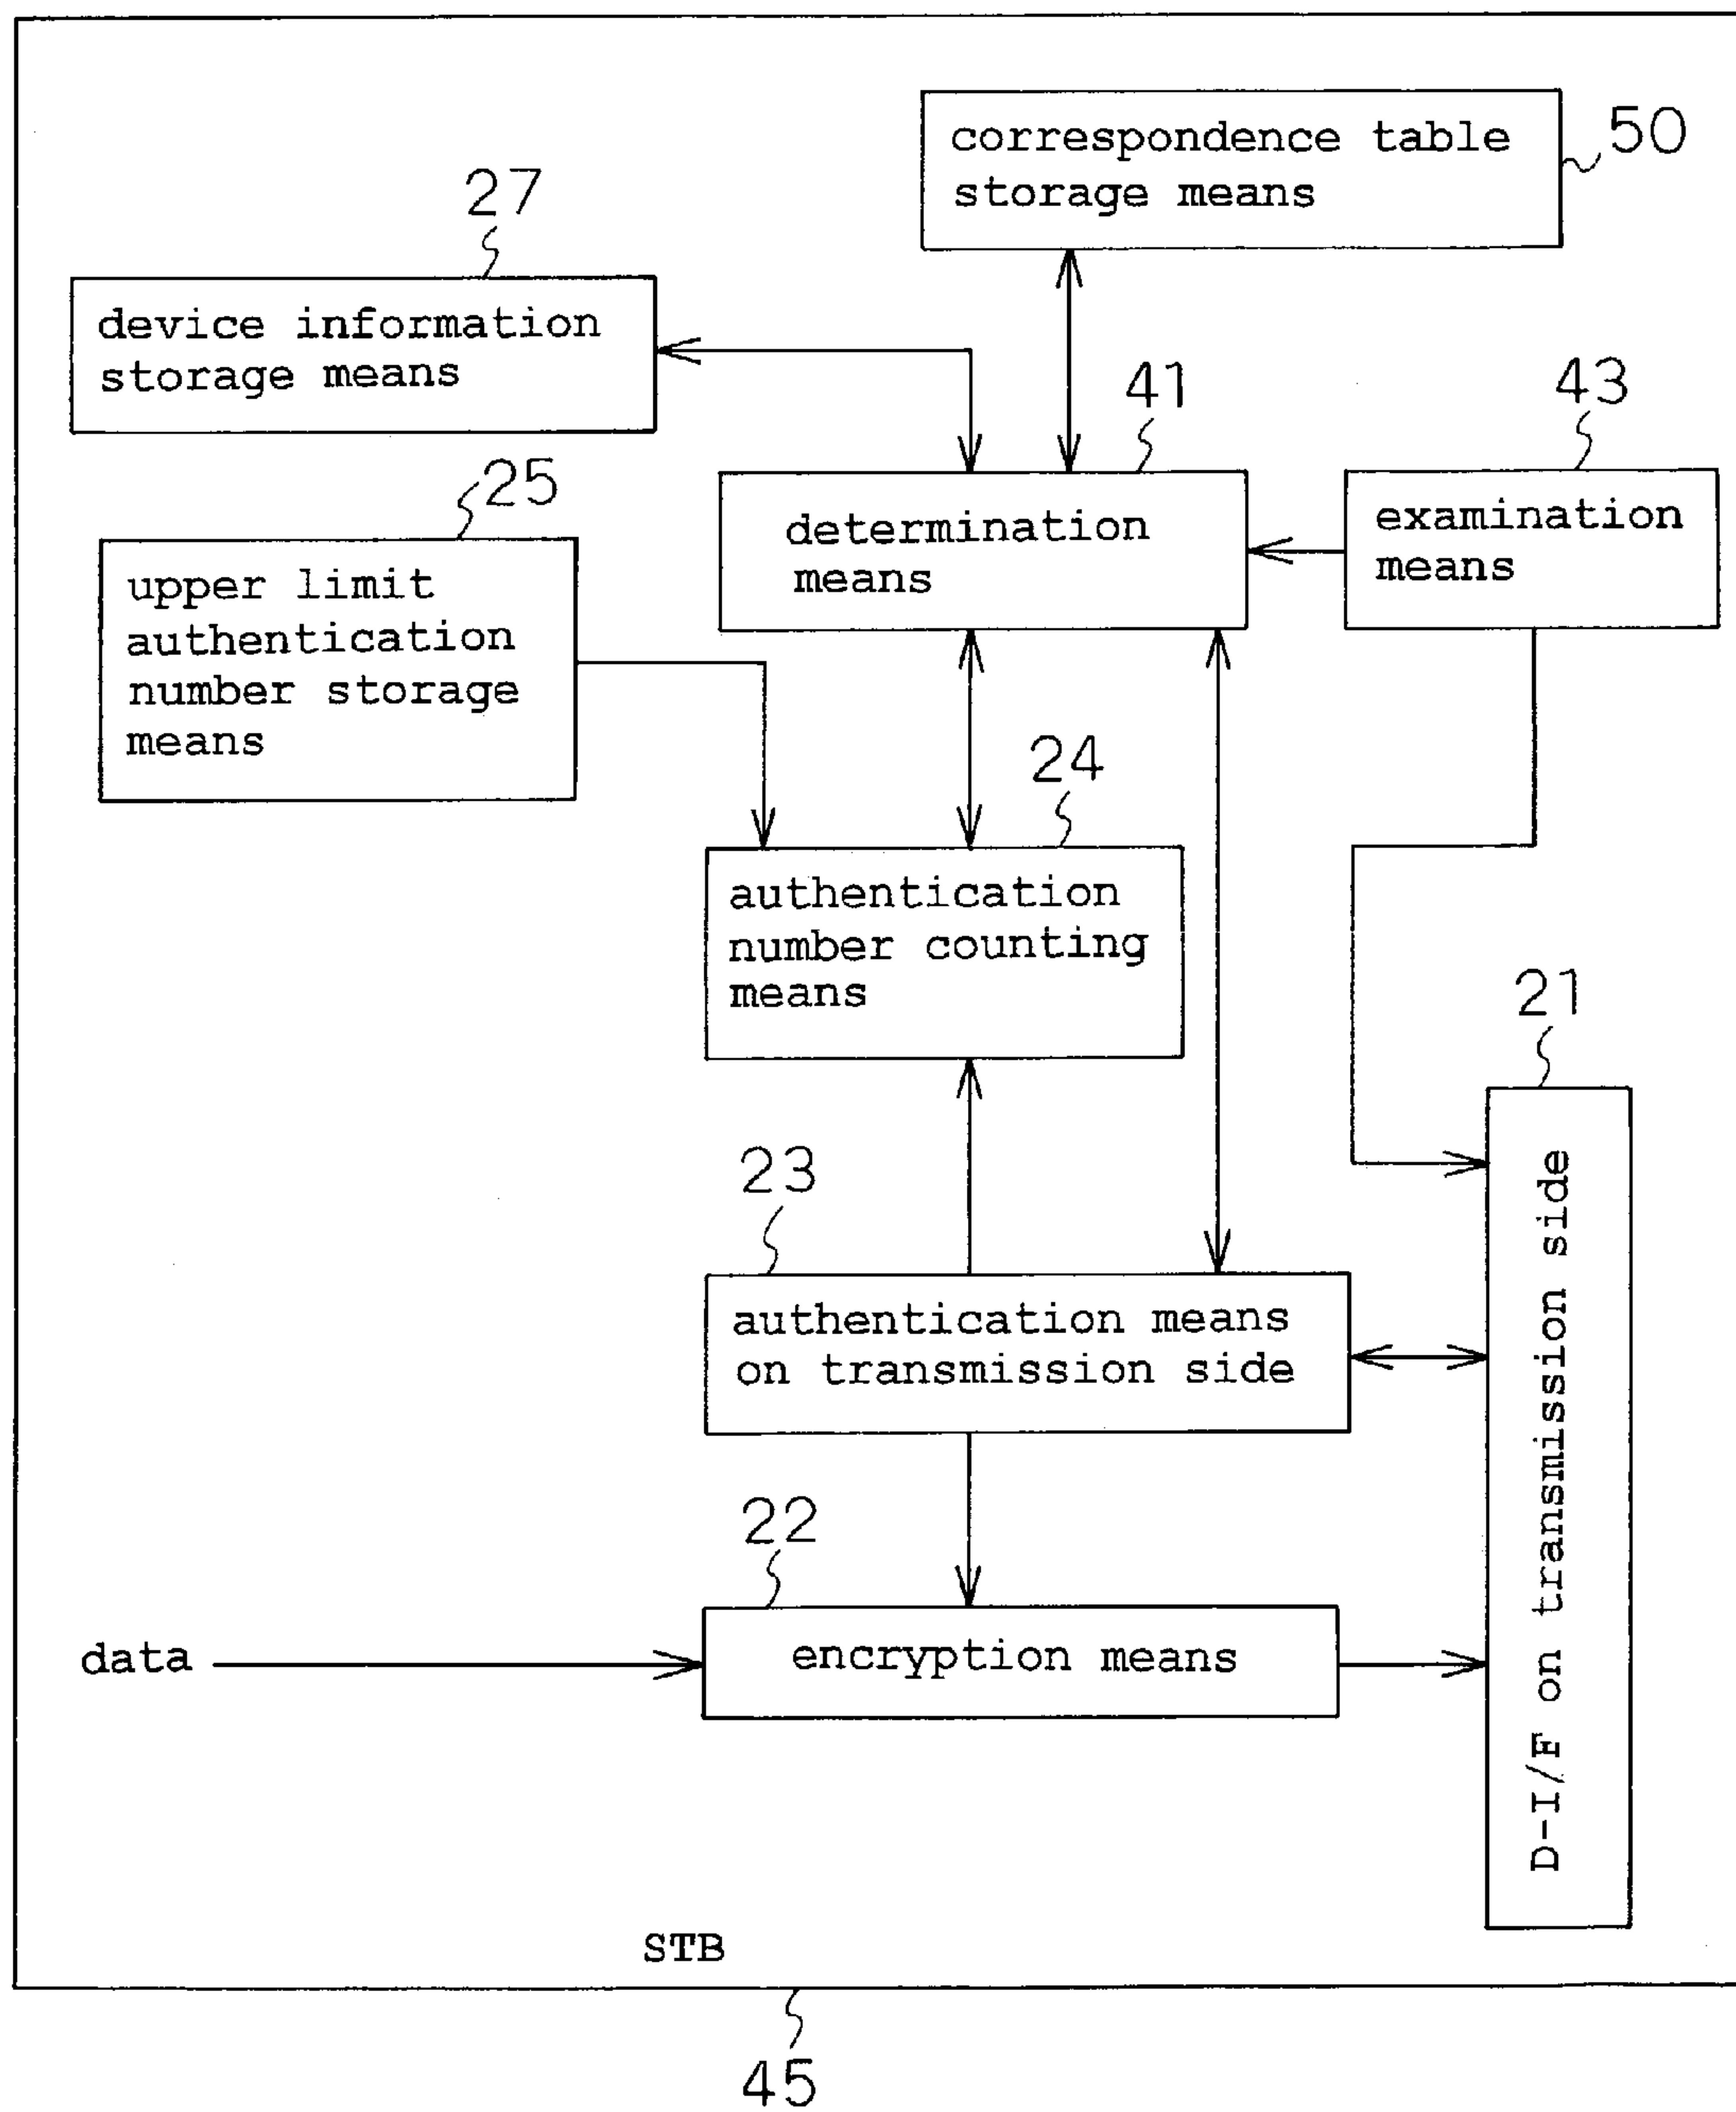 correspondence table
storage means
50
27
device information
storage means
41
43
determination
means
examination
means
25
upper limit
authentication
number storage
means
24
authentication
number counting
means
21
D-I/F on transmission side
23
authentication means
on transmission side
22
data
encryption means
STB
45